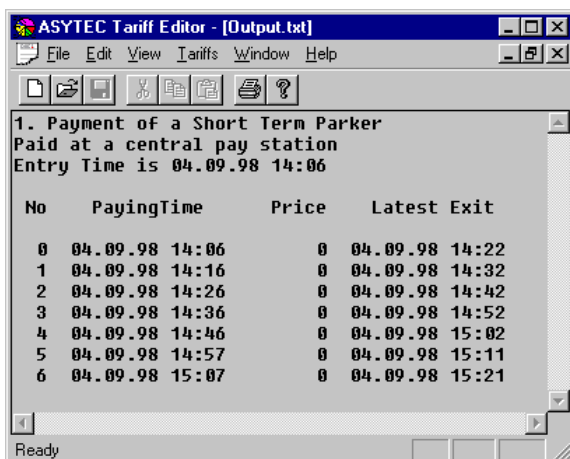 ASYTEC Tariff Editor - [Output.txt]
File Edit View Tariffs Window Help
1. Payment of a Short Term Parker
Paid at a central pay station
Entry Time is 04.09.98 14:06
No PayingTime Price Latest Exit
0 04.09.98 14:06 0 04.09.98 14:22
1 04.09.98 14:16 0 04.09.98 14:32
2 04.09.98 14:26 0 04.09.98 14:42
3 04.09.98 14:36 0 04.09.98 14:52
4 04.09.98 14:46 0 04.09.98 15:02
5 04.09.98 14:57 0 04.09.98 15:11
6 04.09.98 15:07 0 04.09.98 15:21
Ready